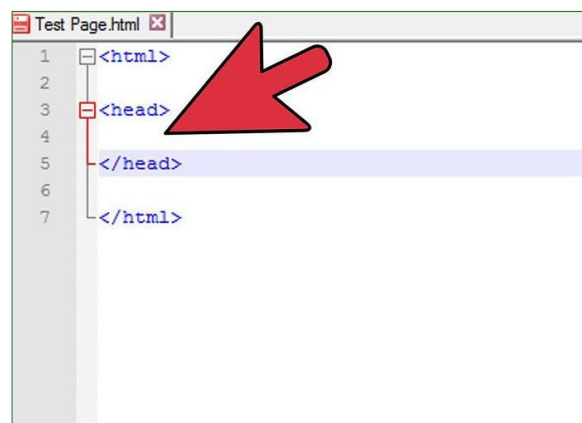 Test Page.html
1 <html>
2
3 <head>
4
5 </head>
6
7 </html>